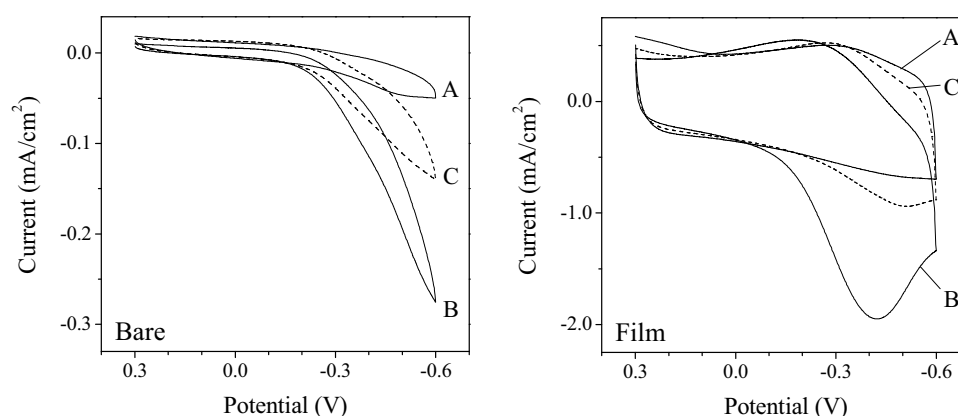 0.0
-0.1
-0.2
-0.3
Current (mA/cm²)
A
C
B
Bare
0.3 0.0 -0.3 -0.6
Potential (V)
0.0
-1.0
-2.0
Current (mA/cm²)
A
C
B
Film
0.3 0.0 -0.3 -0.6
Potential (V)